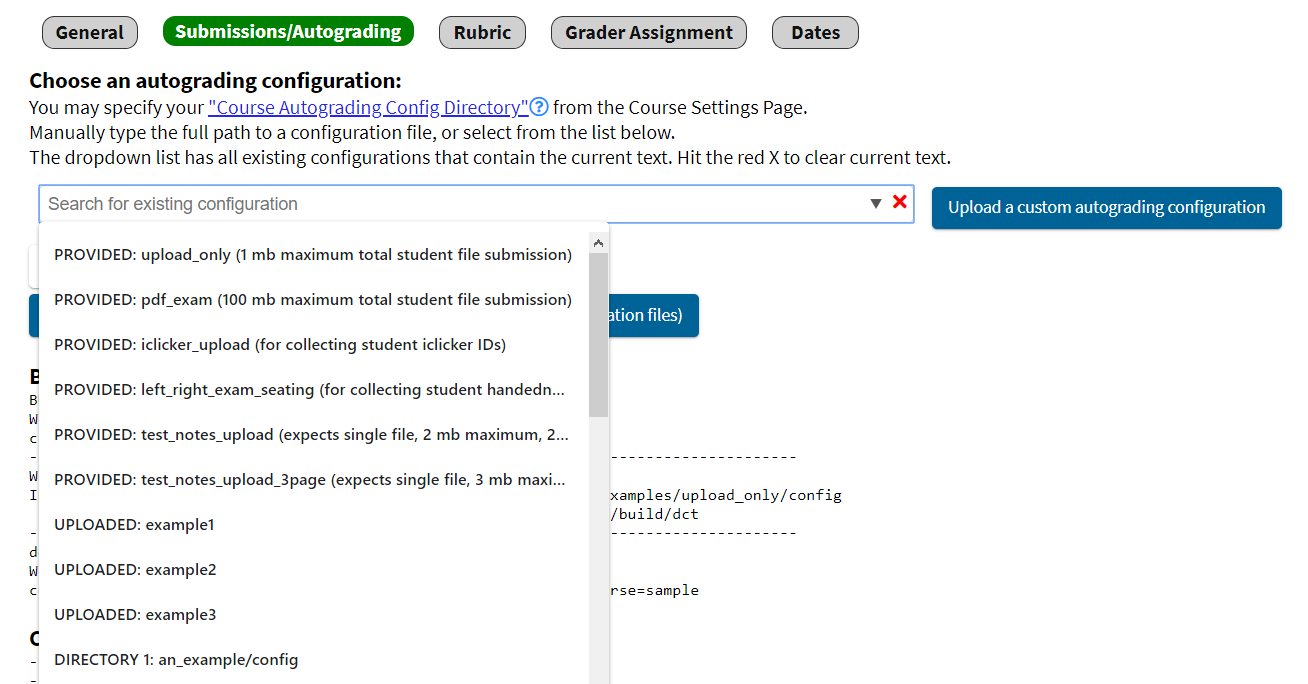 General Submissions/Autograding Rubric Grader Assignment Dates
Choose an autograding configuration:
You may specify your "Course Autograding Config Directory"? from the Course Settings Page.
Manually type the full path to a configuration file, or select from the list below.
The dropdown list has all existing configurations that contain the current text. Hit the red X to clear current text.
Search for existing configuration
Upload a custom autograding configuration
PROVIDED: upload_only (1 mb maximum total student file submission)
PROVIDED: pdf_exam (100 mb maximum total student file submission)
ation files)
PROVIDED: iclicker_upload (for collecting student iclicker IDs)
PROVIDED: left_right_exam_seating (for collecting student handedn...
PROVIDED: test_notes_upload (expects single file, 2 mb maximum, 2...
---------------------
PROVIDED: test_notes_upload_3page (expects single file, 3 mb maxi...
xamples/upload_only/config
/build/dct
UPLOADED: example1
---------------------
UPLOADED: example2
rse=sample
UPLOADED: example3
DIRECTORY 1: an_example/config